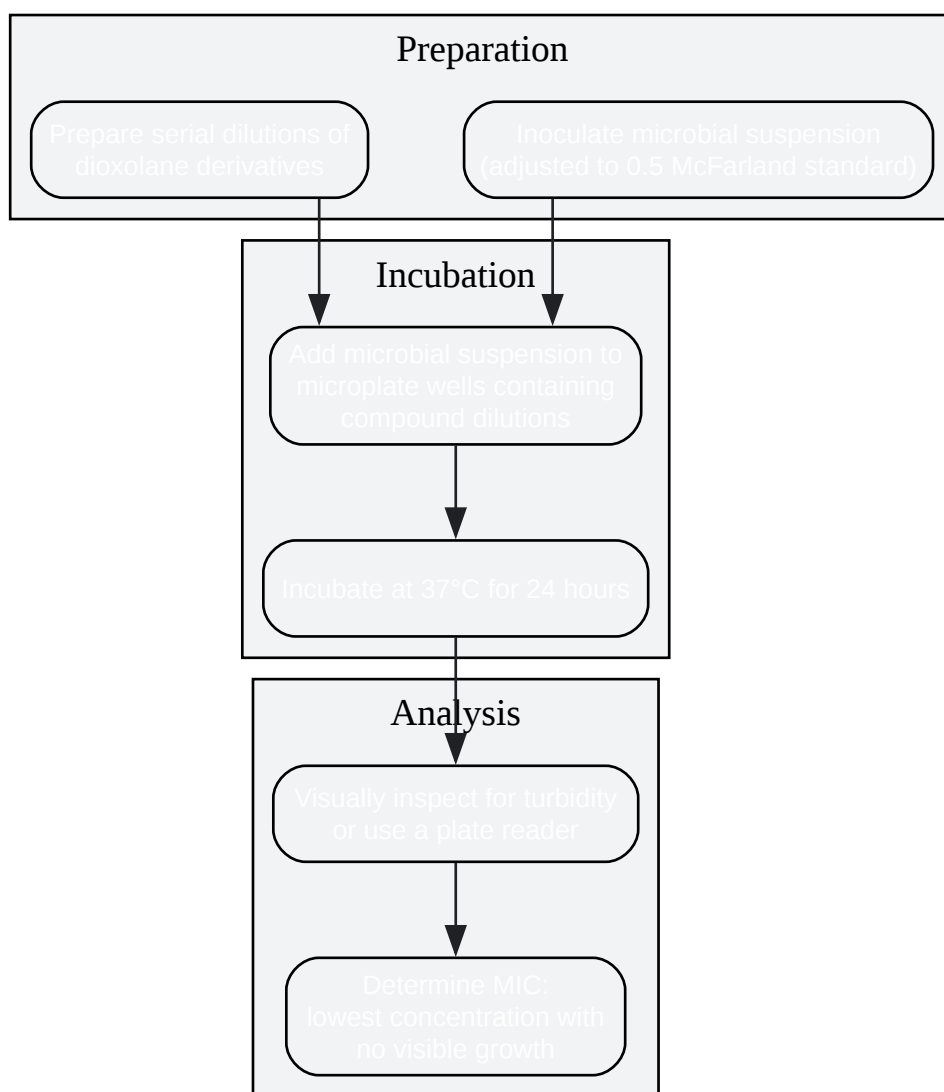 Preparation
Prepare serial dilutions of
dioxolane derivatives
Inoculate microbial suspension
(adjusted to 0.5 McFarland standard)
Incubation
Add microbial suspension to
microplate wells containing
compound dilutions
Incubate at 37°C for 24 hours
Analysis
Visually inspect for turbidity
or use a plate reader
Determine MIC:
lowest concentration with
no visible growth